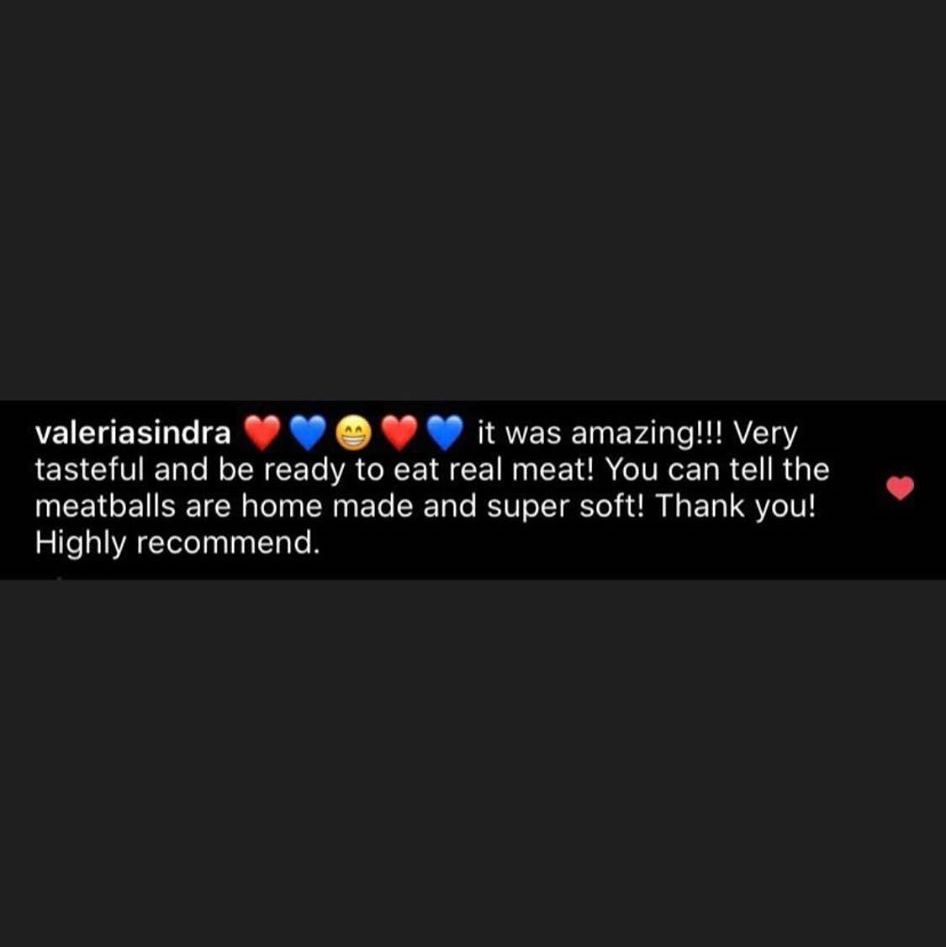 valeriasindra ❤️💙😁❤️💙 it was amazing!!! Very
tasteful and be ready to eat real meat! You can tell the
meatballs are home made and super soft! Thank you!
Highly recommend.